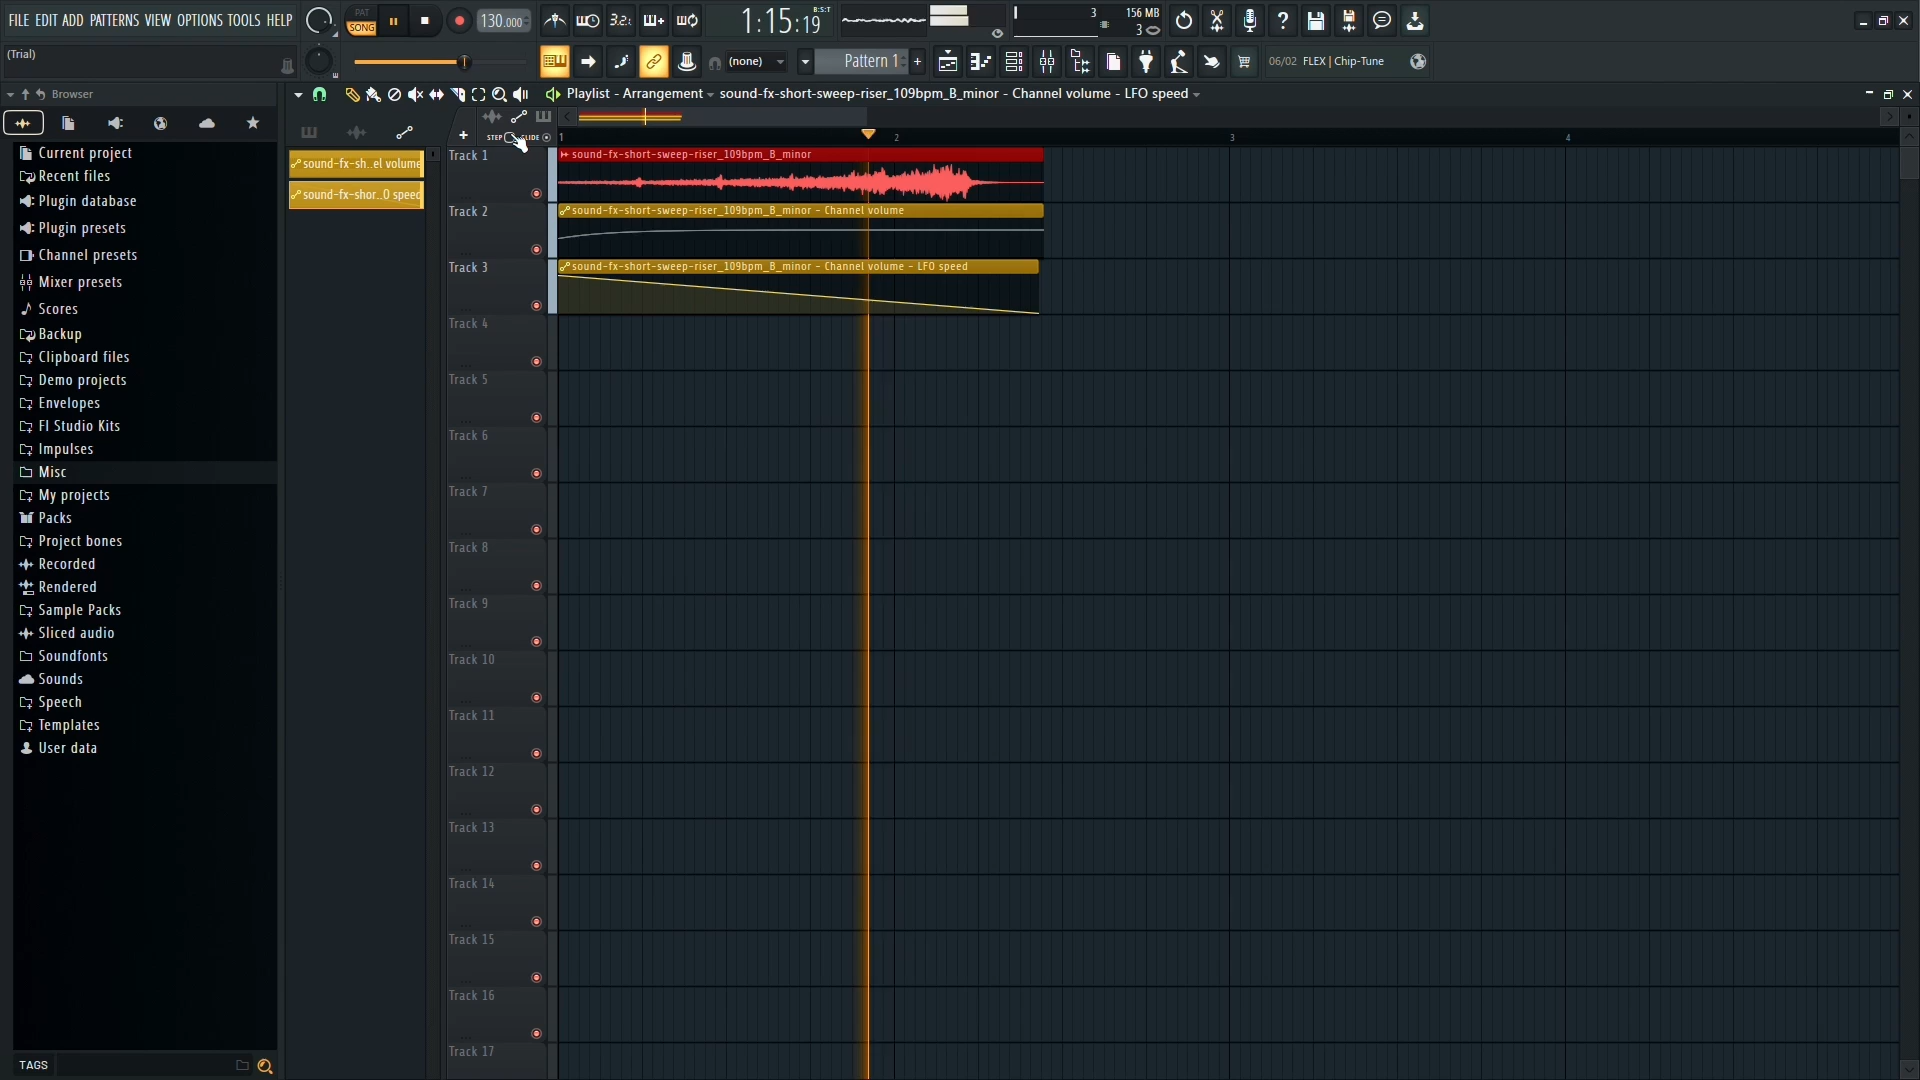 FILE EDIT ADD PATTERNS VIEW OPTIONS TOOLS HELP
PAT
SONG
130.000
3.2.
1:15:19
B:S:T
3
156 MB
3
(Trial)
(none)
Pattern 1
+
06/02 FLEX | Chip-Tune
Browser
Playlist - Arrangement
sound-fx-short-sweep-riser_109bpm_B_minor - Channel volume - LFO speed
STEP
SLIDE
1
2
3
4
Current project
Recent files
Plugin database
Plugin presets
Channel presets
Mixer presets
Scores
Backup
Clipboard files
Demo projects
Envelopes
Fl Studio Kits
Impulses
Misc
My projects
Packs
Project bones
Recorded
Rendered
Sample Packs
Sliced audio
Soundfonts
Sounds
Speech
Templates
User data
TAGS
sound-fx-sh..el volume
sound-fx-shor..O speed
Track 1
sound-fx-short-sweep-riser_109bpm_B_minor
Track 2
sound-fx-short-sweep-riser_109bpm_B_minor - Channel volume
Track 3
sound-fx-short-sweep-riser_109bpm_B_minor - Channel volume - LFO speed
Track 4
Track 5
Track 6
Track 7
Track 8
Track 9
Track 10
Track 11
Track 12
Track 13
Track 14
Track 15
Track 16
Track 17